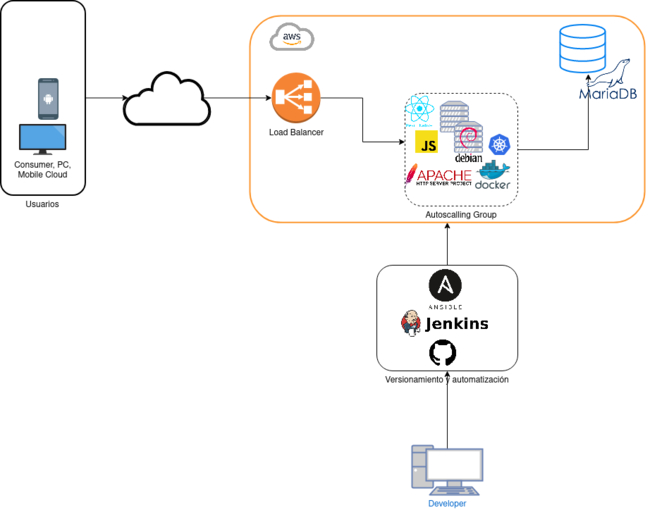 aws
MariaDB
Load Balancer
JS
debian
APACHE
HTTP SERVER PROJECT
docker
Consumer, PC,
Mobile Cloud
Usuarios
Autoscalling Group
ANSIBLE
Jenkins
Versionamiento y automatización
Developer